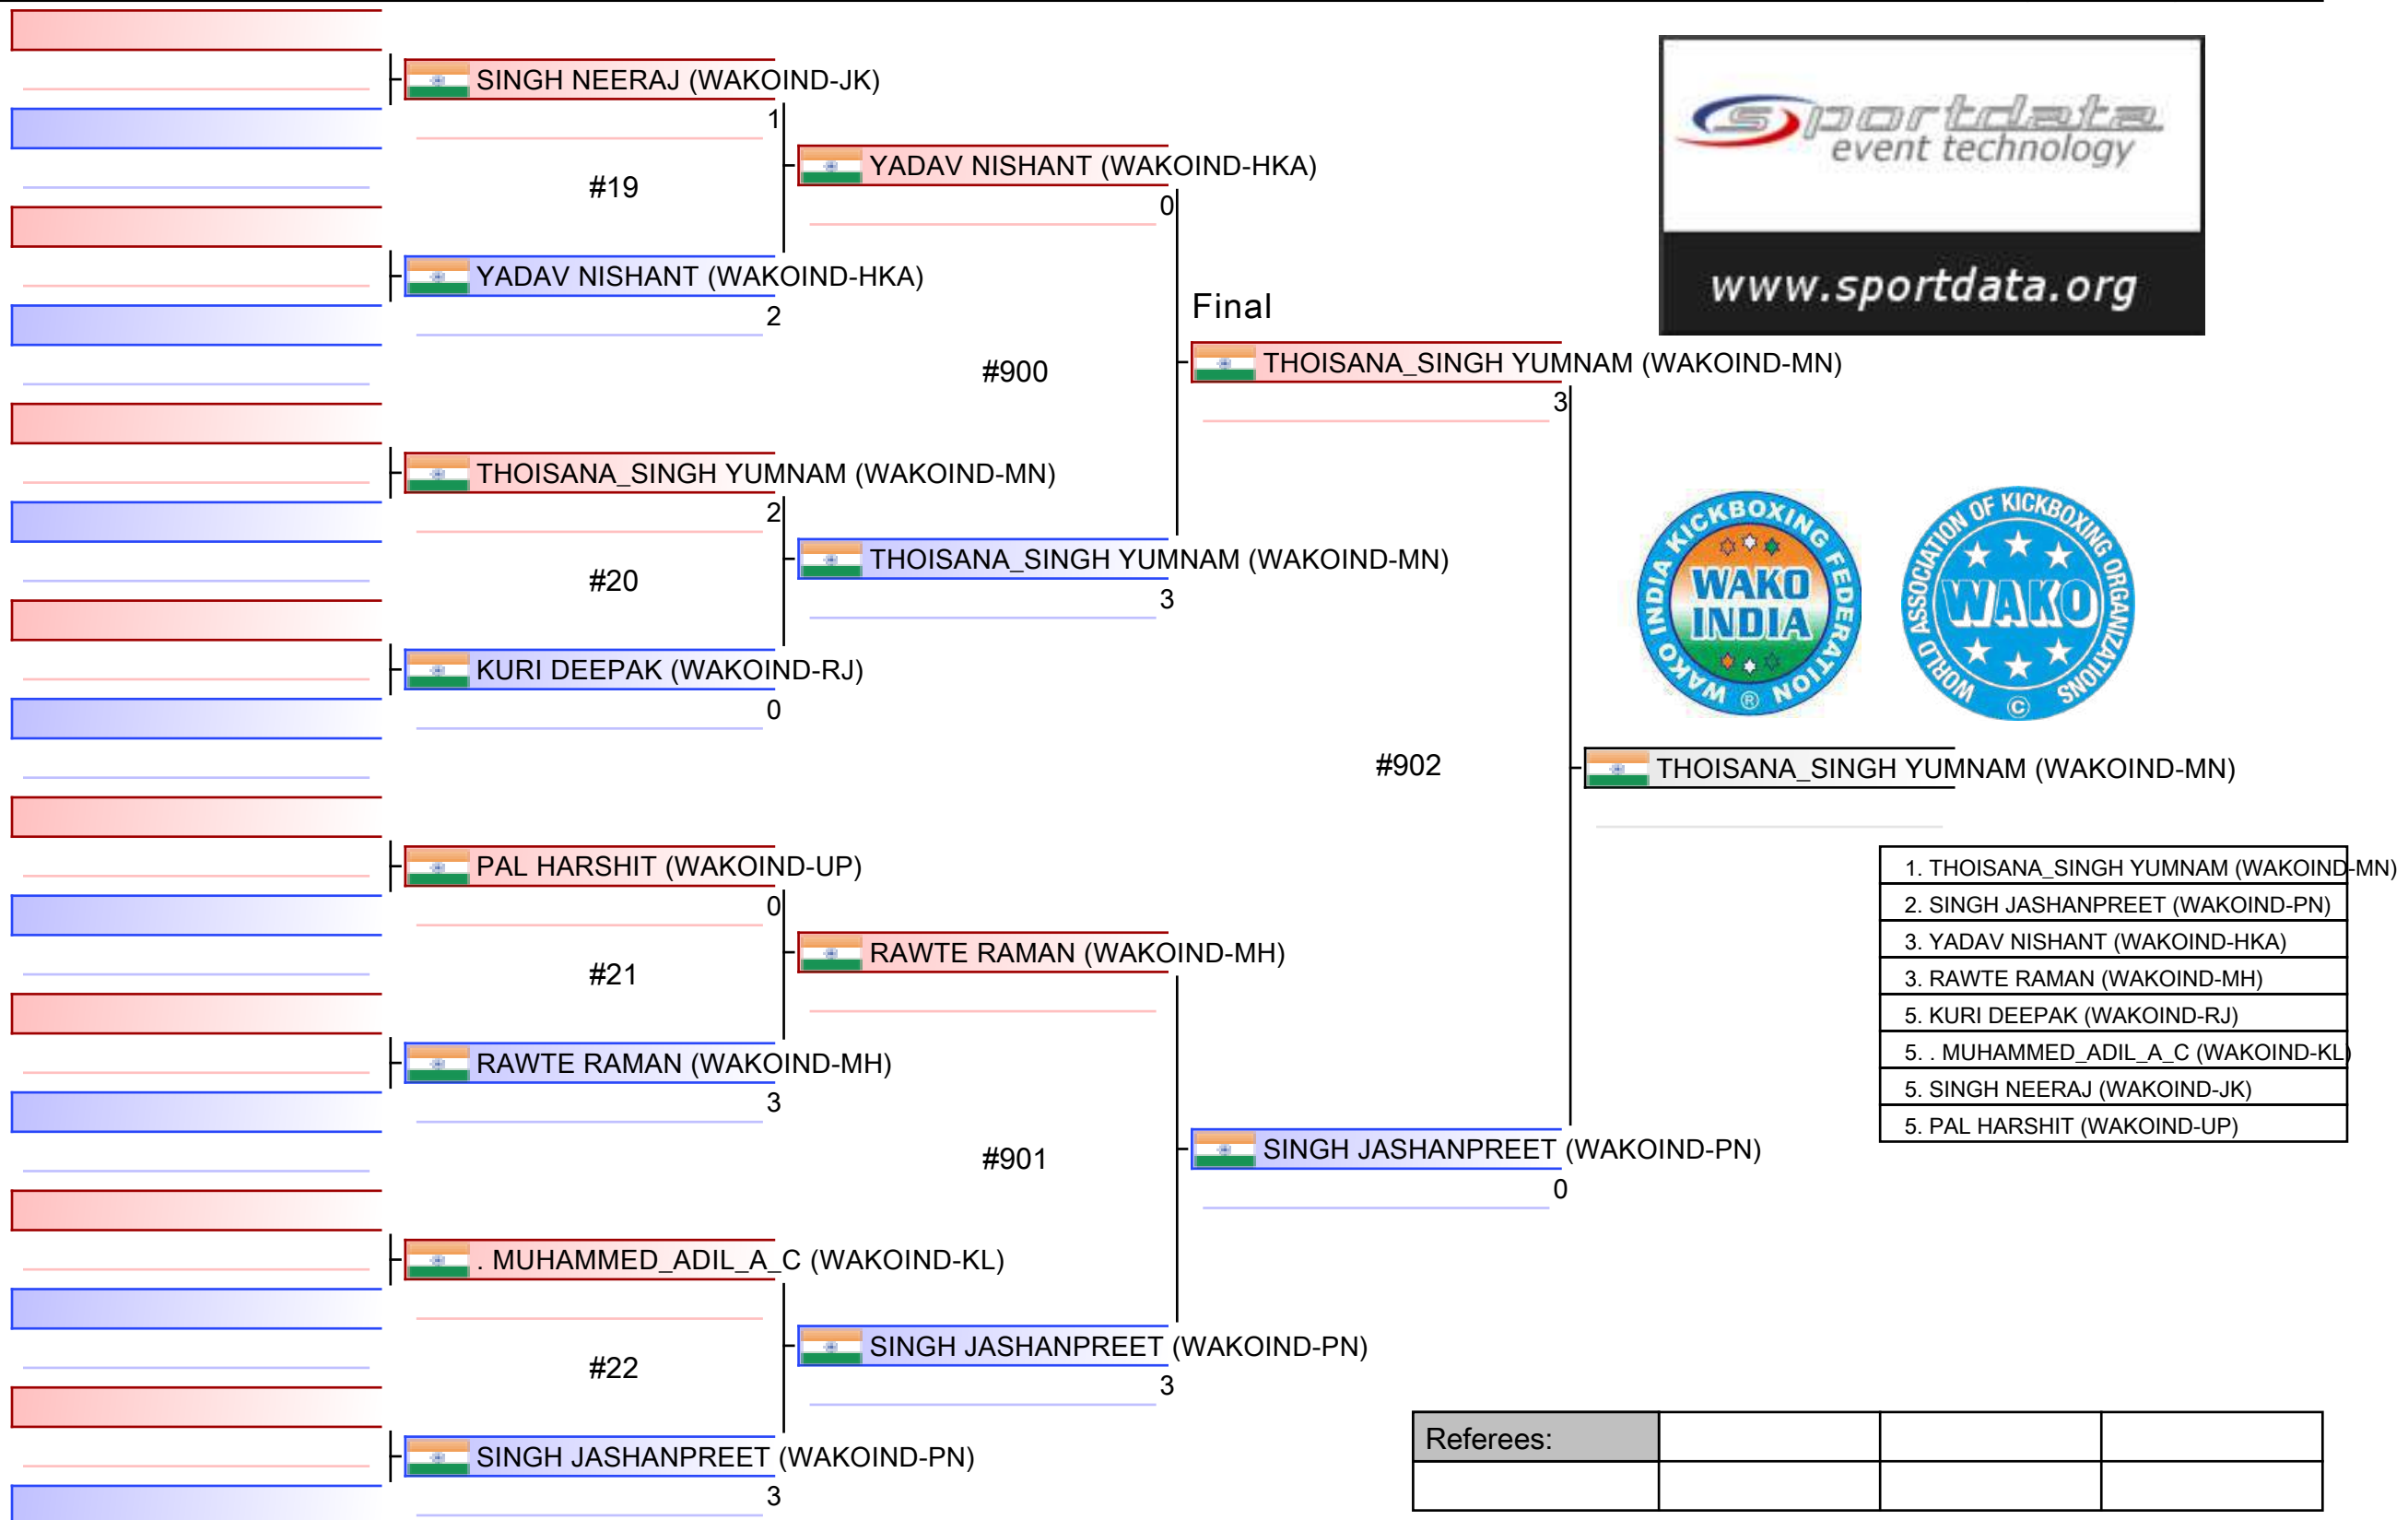 SINGH NEERAJ (WAKOIND-JK)
1
#19
YADAV NISHANT (WAKOIND-HKA)
2
THOISANA_SINGH YUMNAM (WAKOIND-MN)
2
#20
KURI DEEPAK (WAKOIND-RJ)
0
PAL HARSHIT (WAKOIND-UP)
0
#21
RAWTE RAMAN (WAKOIND-MH)
3
. MUHAMMED_ADIL_A_C (WAKOIND-KL)
#22
SINGH JASHANPREET (WAKOIND-PN)
3
YADAV NISHANT (WAKOIND-HKA)
0
#900
THOISANA_SINGH YUMNAM (WAKOIND-MN)
3
RAWTE RAMAN (WAKOIND-MH)
#901
SINGH JASHANPREET (WAKOIND-PN)
3
Final
THOISANA_SINGH YUMNAM (WAKOIND-MN)
3
#902
SINGH JASHANPREET (WAKOIND-PN)
0
sportdata
event technology
www.sportdata.org
WAKO INDIA KICKBOXING FEDERATION
WAKO
INDIA
®
WORLD ASSOCIATION OF KICKBOXING ORGANIZATIONS
WAKO
©
THOISANA_SINGH YUMNAM (WAKOIND-MN)
1. THOISANA_SINGH YUMNAM (WAKOIND-MN)
2. SINGH JASHANPREET (WAKOIND-PN)
3. YADAV NISHANT (WAKOIND-HKA)
3. RAWTE RAMAN (WAKOIND-MH)
5. KURI DEEPAK (WAKOIND-RJ)
5. . MUHAMMED_ADIL_A_C (WAKOIND-KL)
5. SINGH NEERAJ (WAKOIND-JK)
5. PAL HARSHIT (WAKOIND-UP)
Referees: